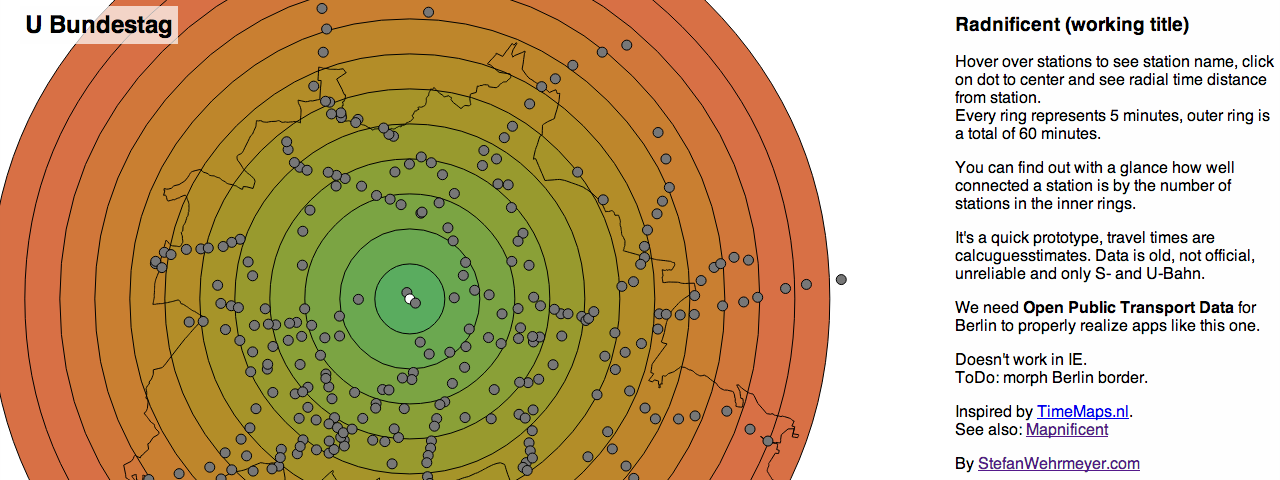 U Bundestag
Radnificent (working title)
Hover over stations to see station name, click
on dot to center and see radial time distance
from station.
Every ring represents 5 minutes, outer ring is
a total of 60 minutes.
You can find out with a glance how well
connected a station is by the number of
stations in the inner rings.
It's a quick prototype, travel times are
calcuguesstimates. Data is old, not official,
unreliable and only S- and U-Bahn.
We need Open Public Transport Data for
Berlin to properly realize apps like this one.
Doesn't work in IE.
ToDo: morph Berlin border.
Inspired by TimeMaps.nl.
See also: Mapnificent
By StefanWehrmeyer.com